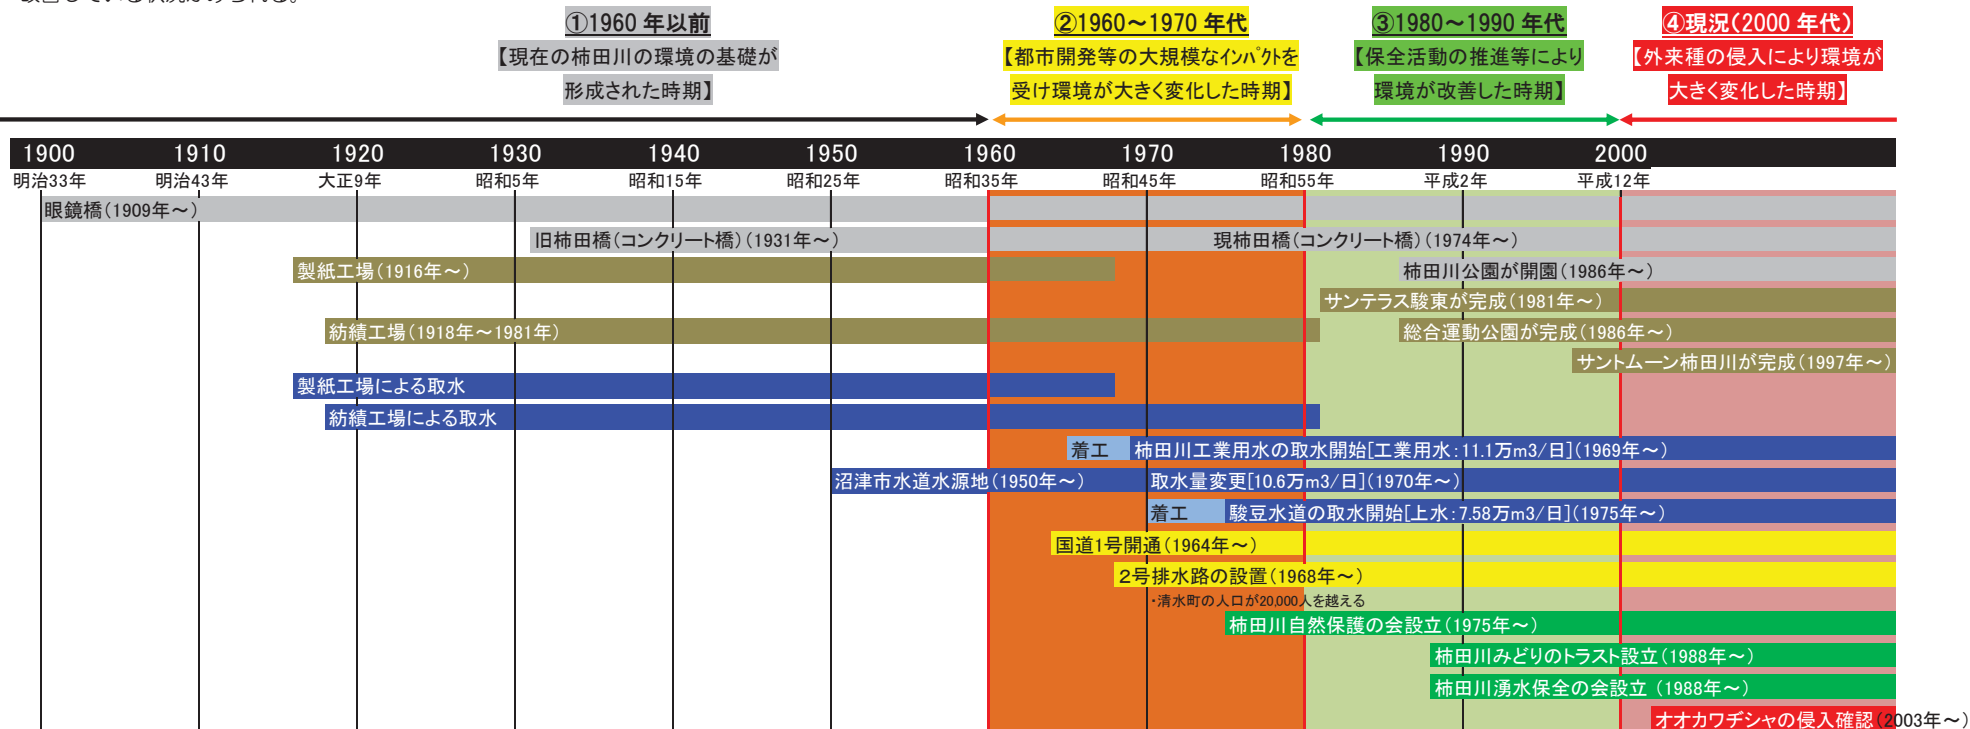 改善している状況がみられる。
①1960 年以前
【現在の柿田川の環境の基礎が
形成された時期】
②1960～1970 年代
【都市開発等の大規模なｲﾝﾊﾟｸﾄを
受け環境が大きく変化した時期】
③1980～1990 年代
【保全活動の推進等により
環境が改善した時期】
④現況（2000 年代）
【外来種の侵入により環境が
大きく変化した時期】
1900 1910 1920 1930 1940 1950 1960 1970 1980 1990 2000
明治33年 明治43年 大正9年 昭和5年 昭和15年 昭和25年 昭和35年 昭和45年 昭和55年 平成2年 平成12年
眼鏡橋（1909年～）
旧柿田橋（コンクリート橋）（1931年～） 現柿田橋（コンクリート橋）（1974年～）
製紙工場（1916年～） 柿田川公園が開園（1986年～）
サンテラス駿東が完成（1981年～）
紡績工場（1918年～1981年） 総合運動公園が完成（1986年～）
サントムーン柿田川が完成（1997年～）
製紙工場による取水
紡績工場による取水
着工 柿田川工業用水の取水開始[工業用水：11.1万m3/日]（1969年～）
沼津市水道水源地（1950年～） 取水量変更[10.6万m3/日]（1970年～）
着工 駿豆水道の取水開始[上水：7.58万m3/日]（1975年～）
国道1号開通（1964年～）
２号排水路の設置（1968年～）
・清水町の人口が20,000人を越える
柿田川自然保護の会設立（1975年～）
柿田川みどりのトラスト設立（1988年～）
柿田川湧水保全の会設立（1988年～）
オオカワヂシャの侵入確認（2003年～）